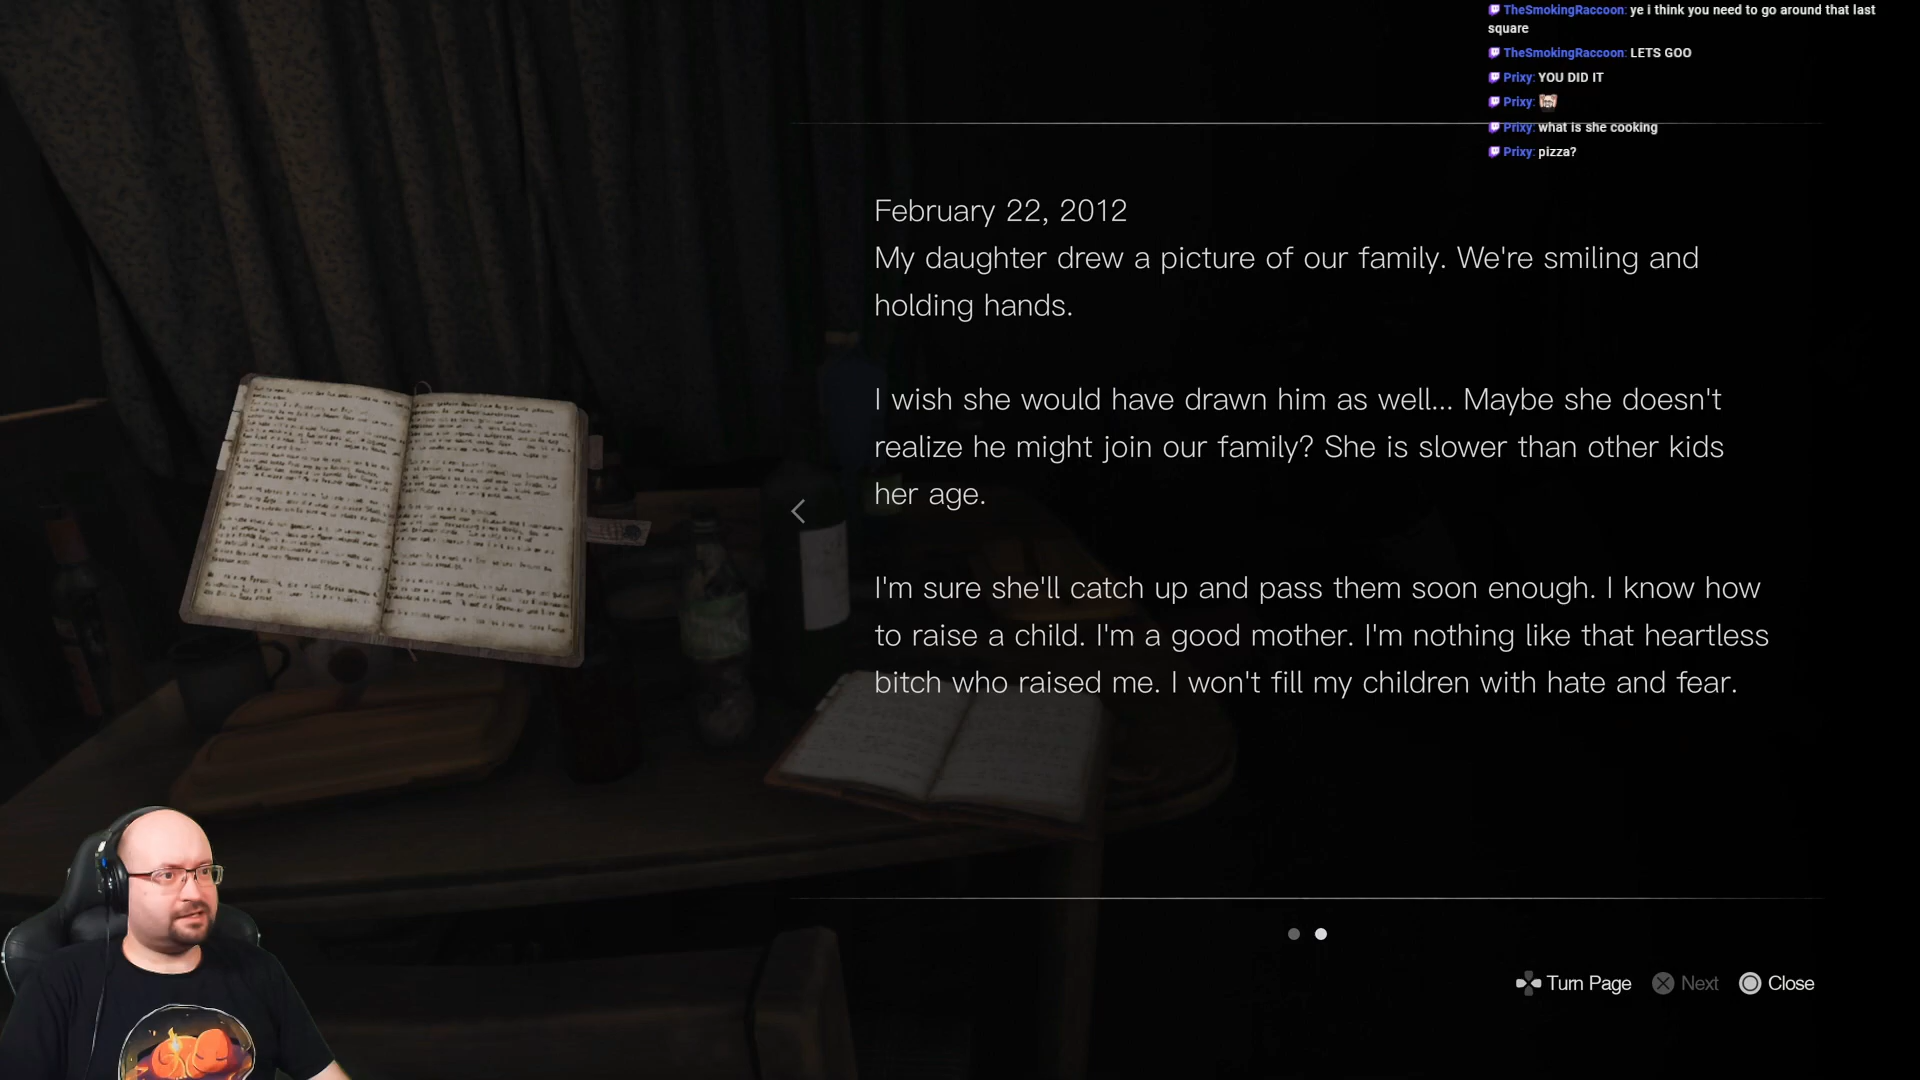 TheSmokingRaccoon: ye i think you need to go around that last
square
TheSmokingRaccoon: LETS GOO
Prixy: YOU DID IT
Prixy:
Prixy: what is she cooking
Prixy: pizza?
February 22, 2012
My daughter drew a picture of our family. We're smiling and
holding hands.
I wish she would have drawn him as well... Maybe she doesn't
realize he might join our family? She is slower than other kids
her age.
I'm sure she'll catch up and pass them soon enough. I know how
to raise a child. I'm a good mother. I'm nothing like that heartless
bitch who raised me. I won't fill my children with hate and fear.
Turn Page Next Close